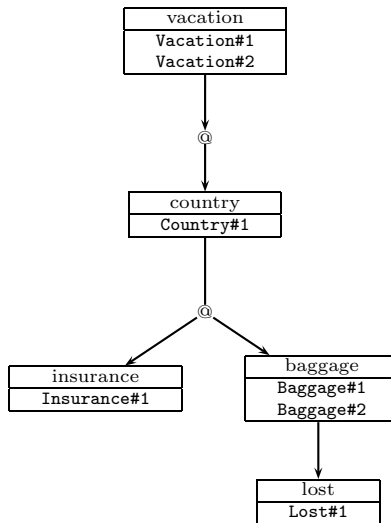 vacation
Vacation#1
Vacation#2
@
country
Country#1
@
insurance
Insurance#1
baggage
Baggage#1
Baggage#2
lost
Lost#1